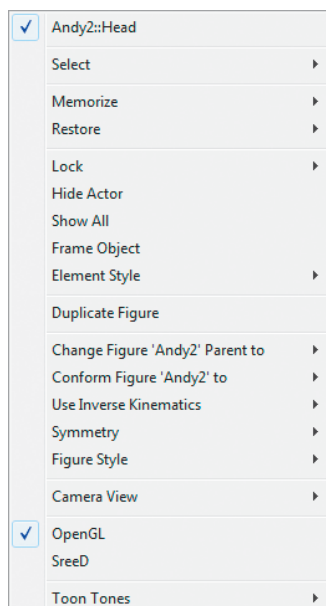 Andy2::Head
Select
Memorize
Restore
Lock
Hide Actor
Show All
Frame Object
Element Style
Duplicate Figure
Change Figure 'Andy2' Parent to
Conform Figure 'Andy2' to
Use Inverse Kinematics
Symmetry
Figure Style
Camera View
OpenGL
SreeD
Toon Tones